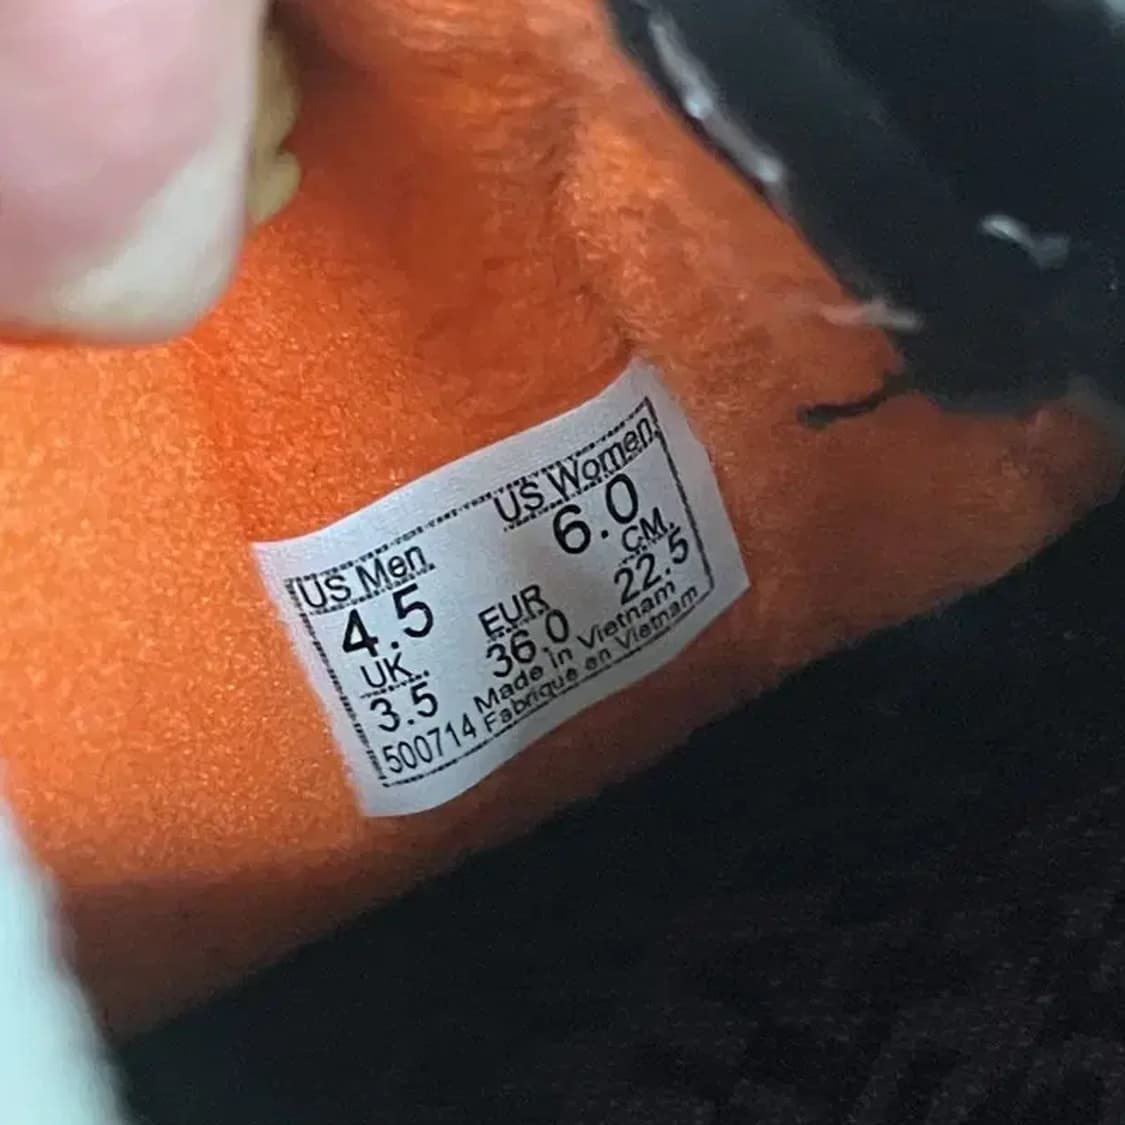 US Men US Women
4.5 6.0
UK EUR CM.
3.5 36.0 22.5
Made in Vietnam
500714 Fabrique en Vietnam